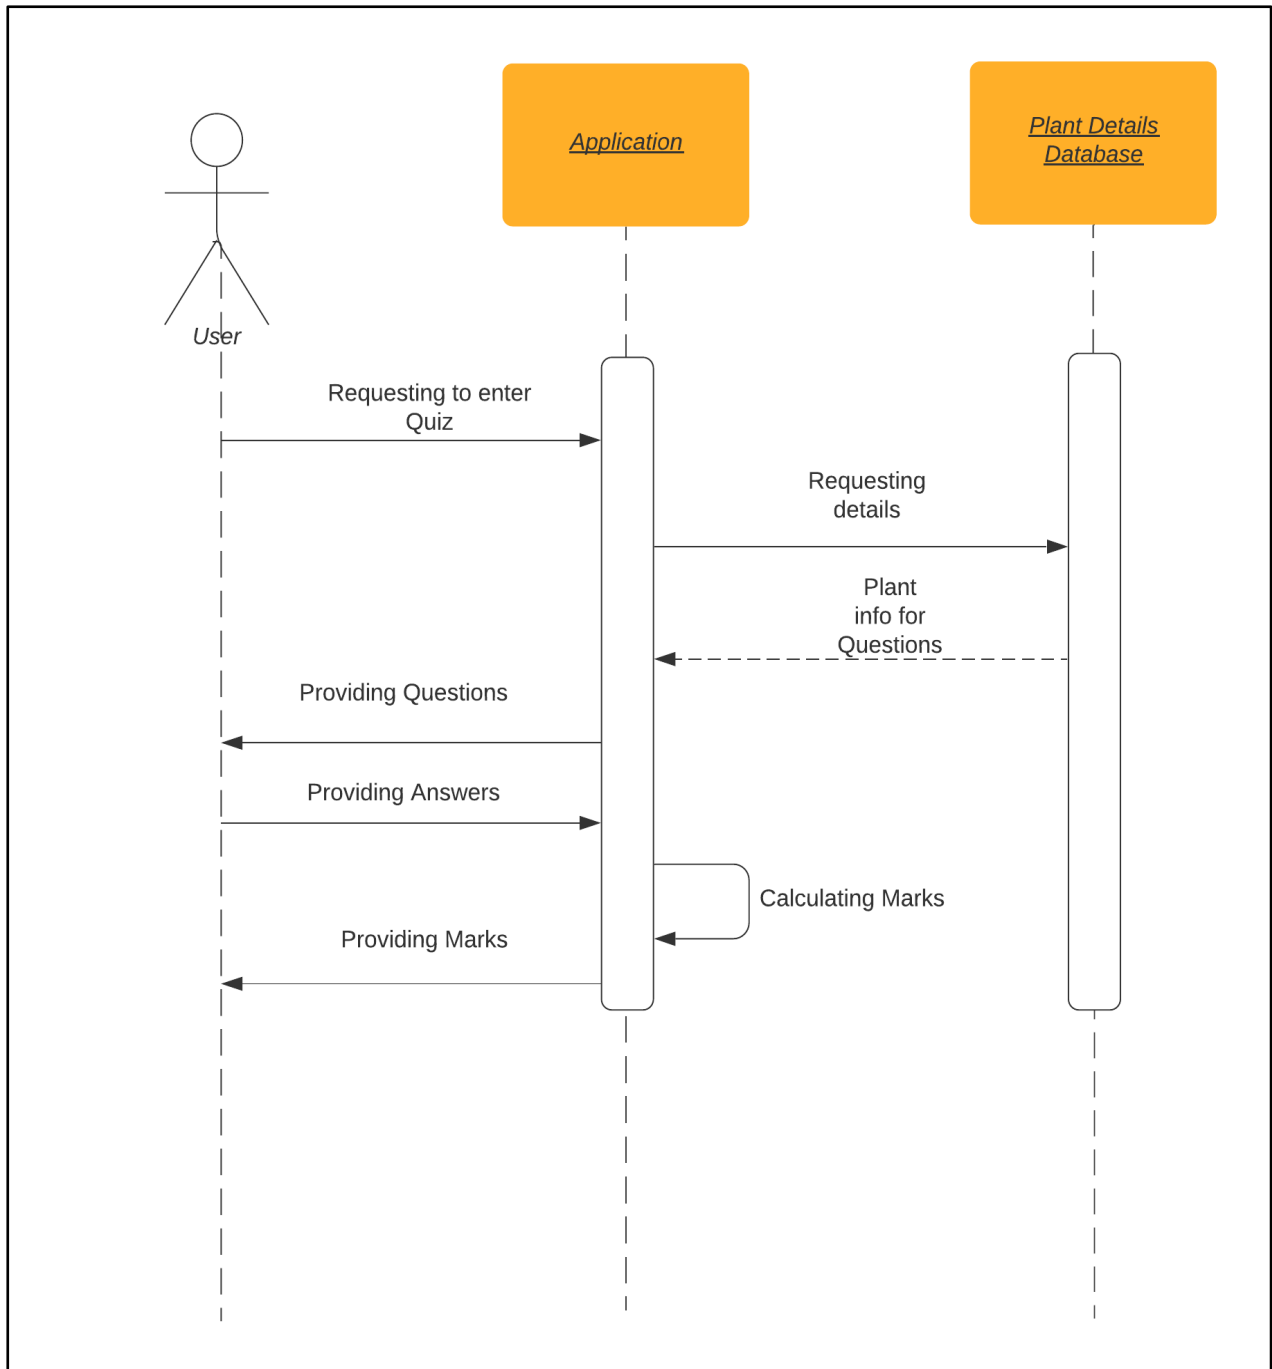 Application
Plant Details
Database
User
Requesting to enter
Quiz
Requesting
details
Plant
info for
Questions
Providing Questions
Providing Answers
Calculating Marks
Providing Marks